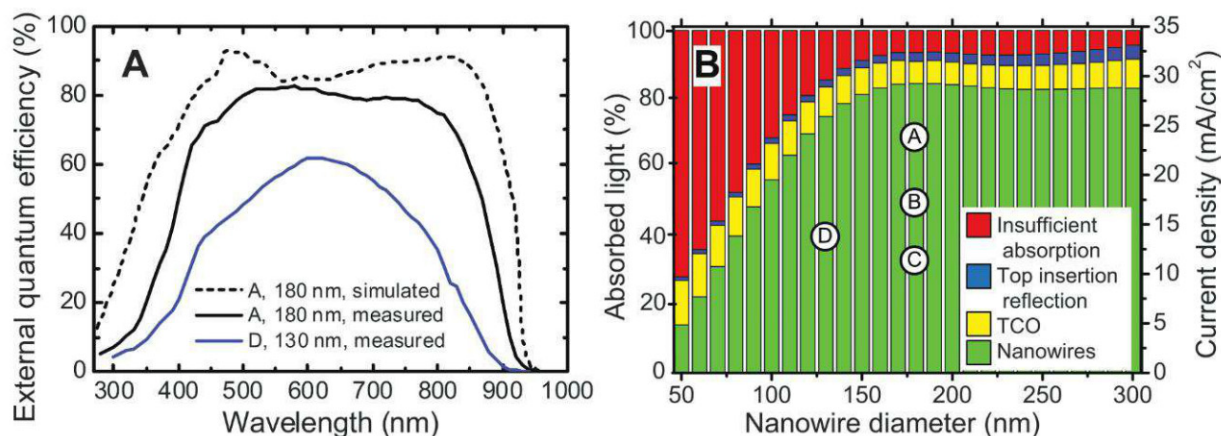 A
External quantum efficiency (%)
100
80
60
40
20
0
A, 180 nm, simulated
A, 180 nm, measured
D, 130 nm, measured
300 400 500 600 700 800 900 1000
Wavelength (nm)
B
Absorbed light (%)
100
80
60
40
20
0
A
B
D
C
Insufficient
absorption
Top insertion
reflection
TCO
Nanowires
50 100 150 200 250 300
Nanowire diameter (nm)
35
30
25
20
15
10
5
0
Current density (mA/cm²)